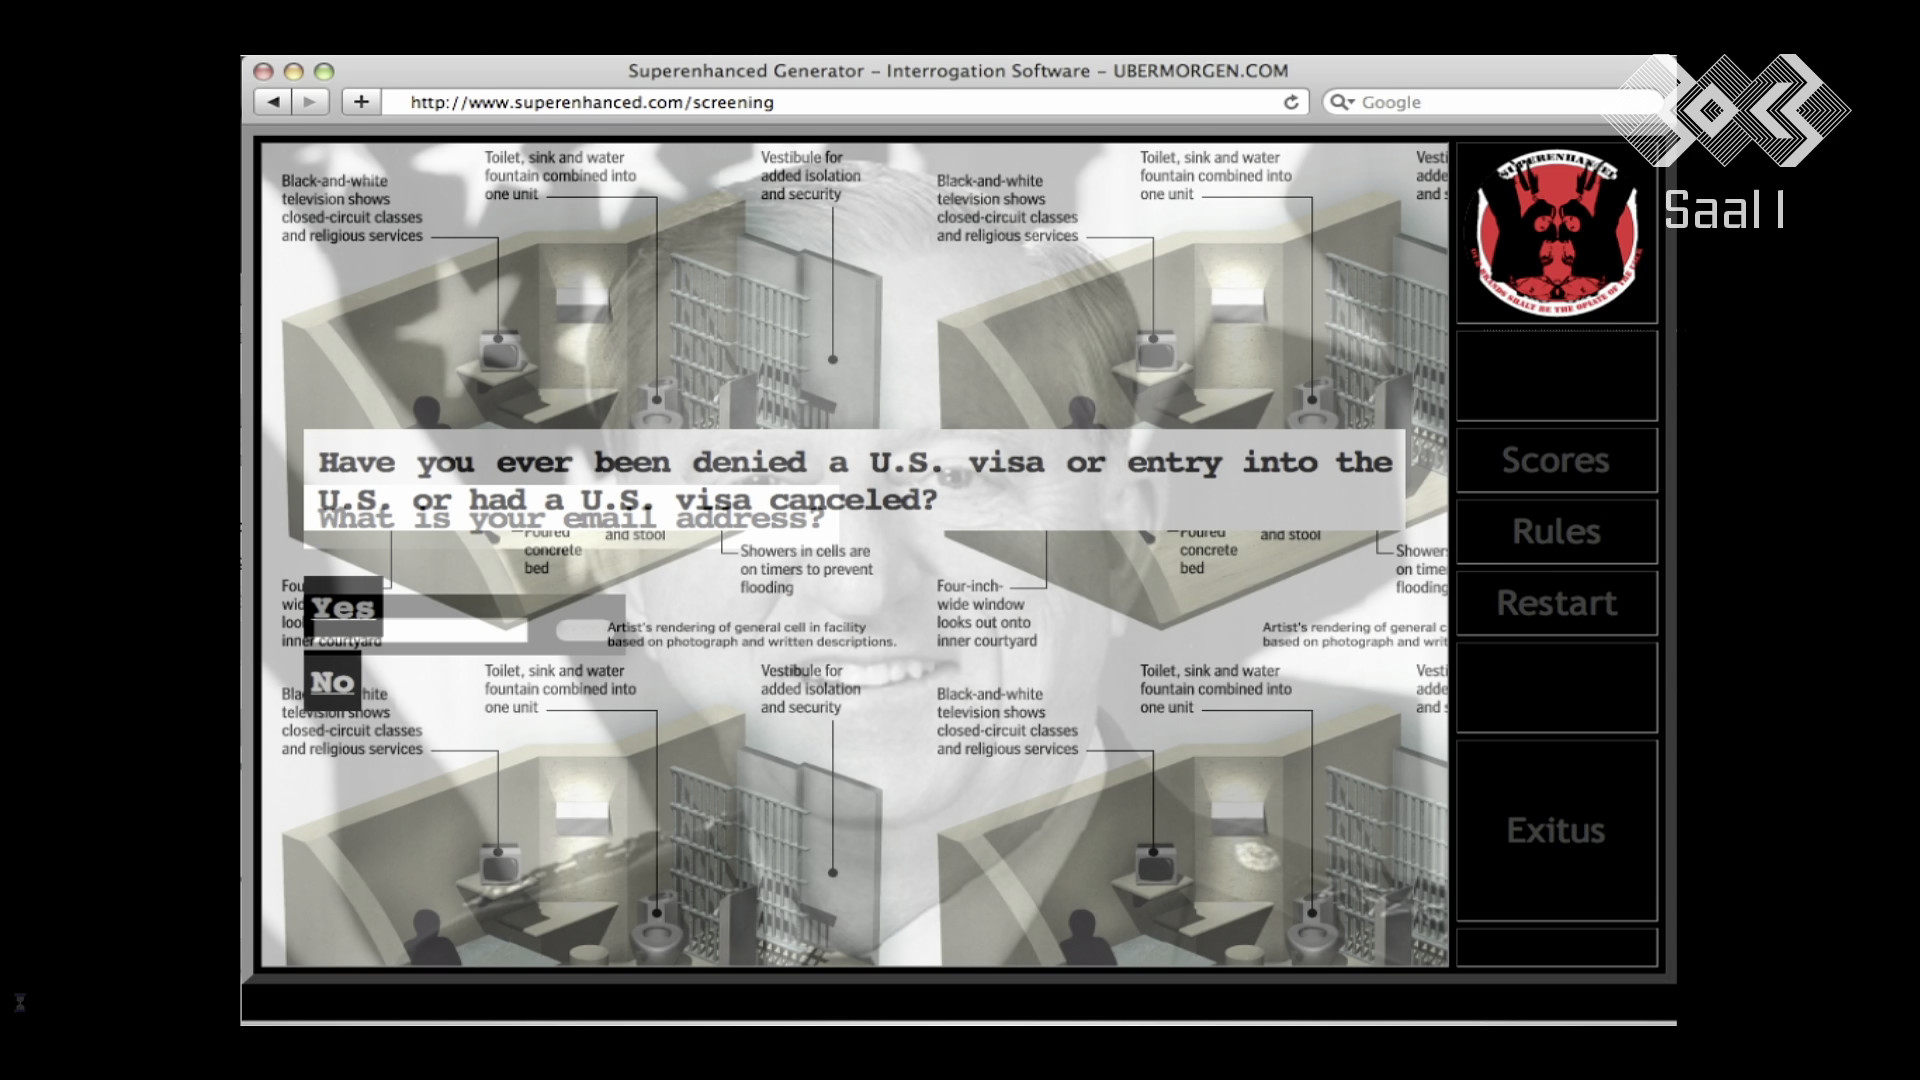 Superenhanced Generator – Interrogation Software – UBERMORGEN.COM
http://www.superenhanced.com/screening
Google
30C3
Saal 1
SUPERENHANCED
OUR BRANDS SHALT BE THE OPIATE OF THE
Scores
Rules
Restart
Exitus
Toilet, sink and water
fountain combined into
one unit
Vestibule for
added isolation
and security
Black-and-white
television shows
closed-circuit classes
and religious services
Toilet, sink and water
fountain combined into
one unit
Vesti
adde
and s
Black-and-white
television shows
closed-circuit classes
and religious services
Have you ever been denied a U.S. visa or entry into the
U.S. or had a U.S. visa canceled?
What is your email address?
Poured
concrete
bed
and stool
Showers in cells are
on timers to prevent
flooding
Poured
concrete
bed
and stool
Showers
on time
flooding
Fou
wid
loo
inner courtyard
Four-inch-
wide window
looks out onto
inner courtyard
Yes
No
Artist's rendering of general cell in facility
based on photograph and written descriptions.
Artist's rendering of general c
based on photograph and writ
Toilet, sink and water
fountain combined into
one unit
Vestibule for
added isolation
and security
Bla hite
television shows
closed-circuit classes
and religious services
Toilet, sink and water
fountain combined into
one unit
Vesti
adde
and s
Black-and-white
television shows
closed-circuit classes
and religious services